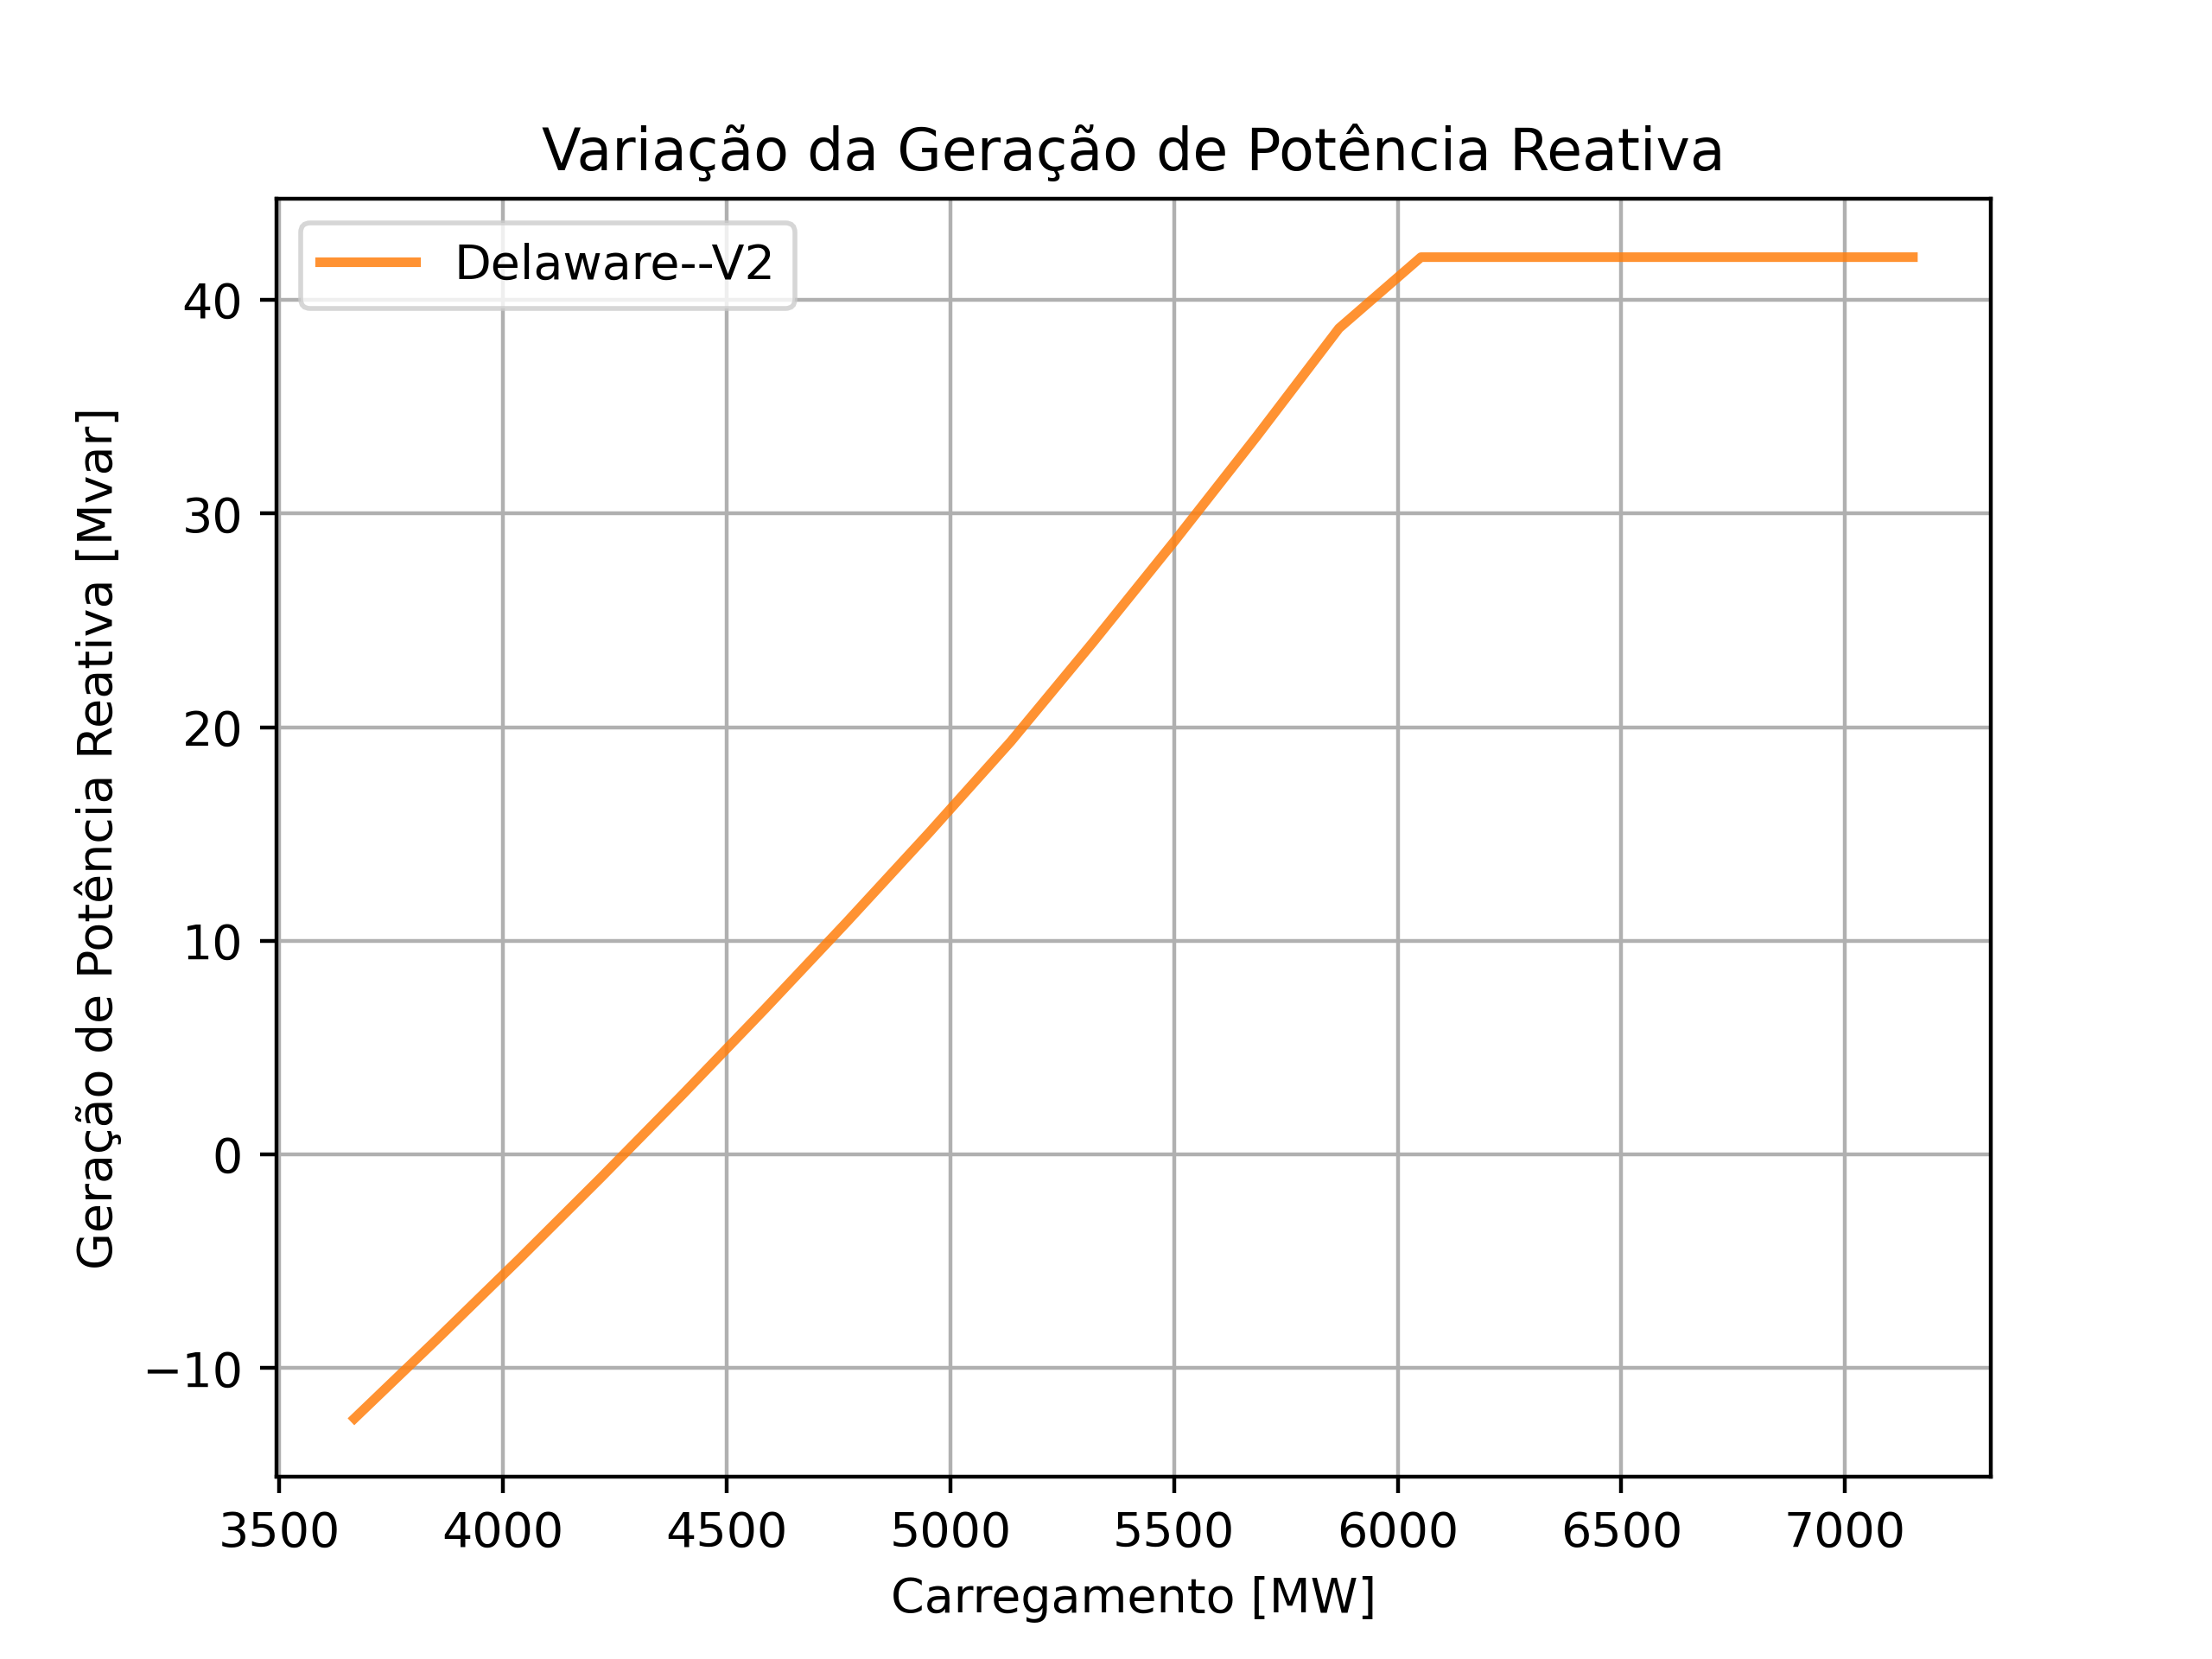 Variação da Geração de Potência Reativa
Delaware--V2
Geração de Potência Reativa [Mvar]
40
30
20
10
0
−10
3500 4000 4500 5000 5500 6000 6500 7000
Carregamento [MW]